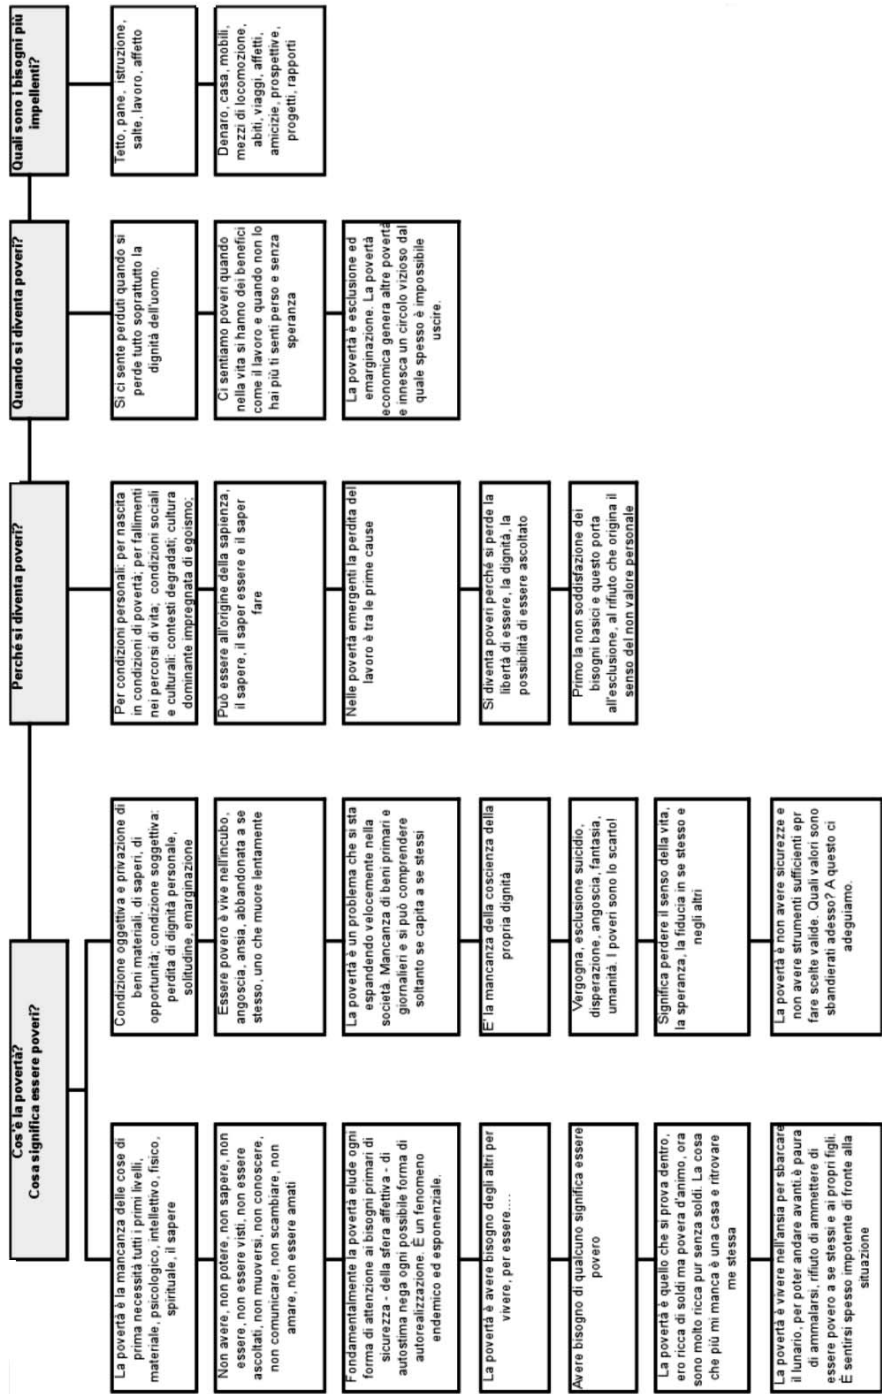 Cos'è la povertà?
Cosa significa essere poveri?
La povertà è la mancanza delle cose di
prima necessità tutti i primi livelli,
materiale, psicologico, intellettivo, fisico,
spirituale, il sapere
Non avere, non potere, non sapere, non
essere, non essere visti, non essere
ascoltati, non muoversi, non conoscere,
non comunicare, non scambiare, non
amare, non essere amati
Fondamentalmente la povertà elude ogni
forma di attenzione ai bisogni primari di
sicurezza - della sfera affettiva - di
autostima nega ogni possibile forma di
autorealizzazione. È un fenomeno
endemico ed esponenziale.
La povertà è avere bisogno degli altri per
vivere, per essere....
Avere bisogno di qualcuno significa essere
povero
La povertà è quello che si prova dentro,
ero ricca di soldi ma povera d'animo, ora
sono molto ricca pur senza soldi. La cosa
che più mi manca è una casa e ritrovare
me stessa
La povertà è vivere nell'ansia per sbarcare
il lunario, per poter andare avanti.è paura
di ammalarsi, rifiuto di ammettere di
essere povero a se stessi e ai propri figli.
È sentirsi spesso impotente di fronte alla
situazione
Condizione oggettiva e privazione di
beni materiali, di saperi, di
opportunità; condizione soggettiva:
perdita di dignità personale,
solitudine, emarginazione
Essere povero è vive nell'incubo,
angoscia, ansia, abbandonata a se
stesso, uno che muore lentamente
La povertà è un problema che si sta
espandendo velocemente nella
società. Mancanza di beni primari e
giornalieri e si può comprendere
soltanto se capita a se stessi
E' la mancanza della coscienza della
propria dignità
Vergogna, esclusione suicidio,
disperazione, angoscia, fantasia,
umanità. I poveri sono lo scarto!
Significa perdere il senso della vita,
la speranza, la fiducia in se stesso e
negli altri
La povertà è non avere sicurezze e
non avere strumenti sufficienti epr
fare scelte valide. Quali valori sono
sbandierati adesso? A questo ci
adeguiamo.
Perché si diventa poveri?
Per condizioni personali: per nascita
in condizioni di povertà; per fallimenti
nei percorsi di vita; condizioni sociali
e culturali: contesti degradati; cultura
dominante impregnata di egoismo;
Può essere all'origine della sapienza,
il sapere, il saper essere e il saper
fare
Nelle povertà emergenti la perdita del
lavoro è tra le prime cause
Si diventa poveri perché si perde la
libertà di essere, la dignità, la
possibilità di essere ascoltato
Primo la non soddisfazione dei
bisogni basici e questo porta
all'esclusione, al rifiuto che origina il
senso del non valore personale
Quando si diventa poveri?
Si ci sente perduti quando si
perde tutto soprattutto la
dignità dell'uomo.
Ci sentiamo poveri quando
nella vita si hanno dei benefici
come il lavoro e quando non lo
hai più ti senti perso e senza
speranza
La povertà è esclusione ed
emarginazione. La povertà
economica genera altre povertà
e innesca un circolo vizioso dal
quale spesso è impossibile
uscire.
Quali sono i bisogni più
impellenti?
Tetto, pane, istruzione,
salte, lavoro, affetto
Denaro, casa, mobili,
mezzi di locomozione,
abiti, viaggi, affetti,
amicizie, prospettive,
progetti, rapporti